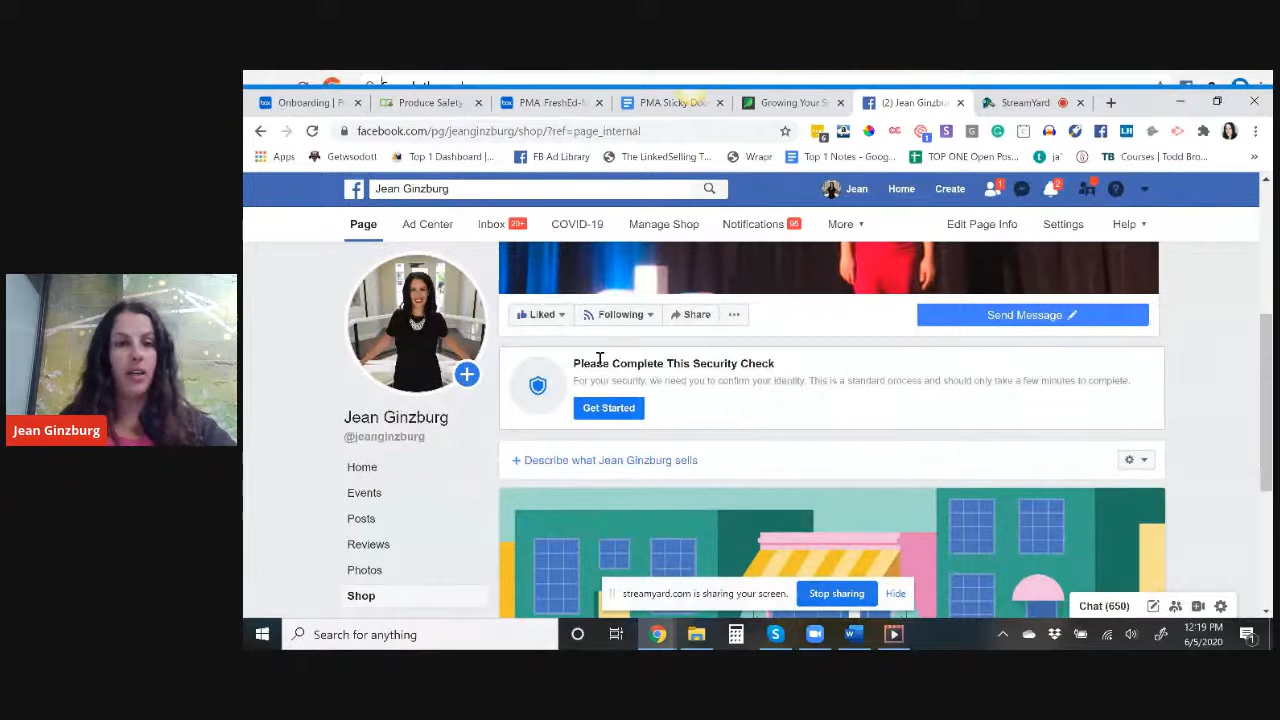 Onboarding | P
Produce Safety
PMA FreshEd-M
PMA Sticky Doc
Growing Your S
(2) Jean Ginzbur
StreamYard
facebook.com/pg/jeanginzburg/shop/?ref=page_internal
Apps
Getwsodott
Top 1 Dashboard |...
FB Ad Library
The LinkedSelling T...
Wrapr
Top 1 Notes - Goog...
TOP ONE Open Pos...
ja'
TB Courses | Todd Bro...
Jean Ginzburg
Jean
Home
Create
1
2
Page
Ad Center
Inbox 20+
COVID-19
Manage Shop
Notifications 95
More
Edit Page Info
Settings
Help
Liked
Following
Share
Send Message
Please Complete This Security Check
For your security, we need you to confirm your identity. This is a standard process and should only take a few minutes to complete.
Get Started
Jean Ginzburg
@jeanginzburg
Home
Events
Posts
Reviews
Photos
Shop
+ Describe what Jean Ginzburg sells
Jean Ginzburg
streamyard.com is sharing your screen.
Stop sharing
Hide
Chat (650)
Search for anything
12:19 PM
6/5/2020